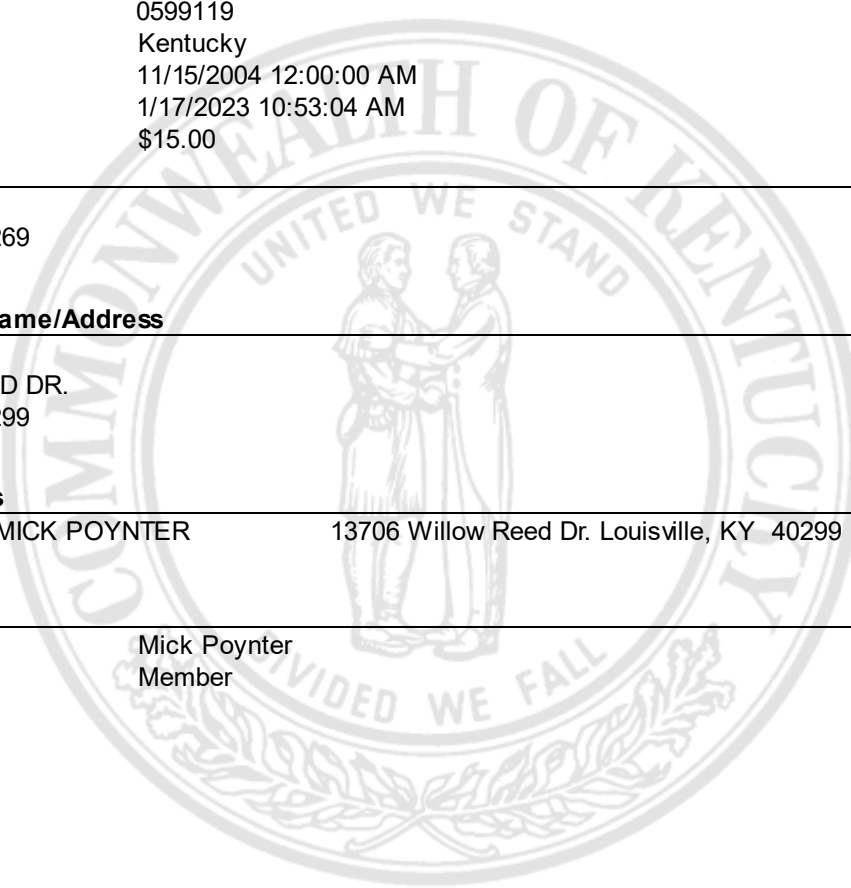 0599119
Kentucky
11/15/2004 12:00:00 AM
1/17/2023 10:53:04 AM
$15.00
269
ame/Address
D DR.
299
s
MICK POYNTER 13706 Willow Reed Dr. Louisville, KY 40299
Mick Poynter
Member
COMMONWEALTH OF KENTUCKY
UNITED WE STAND
DIVIDED WE FALL